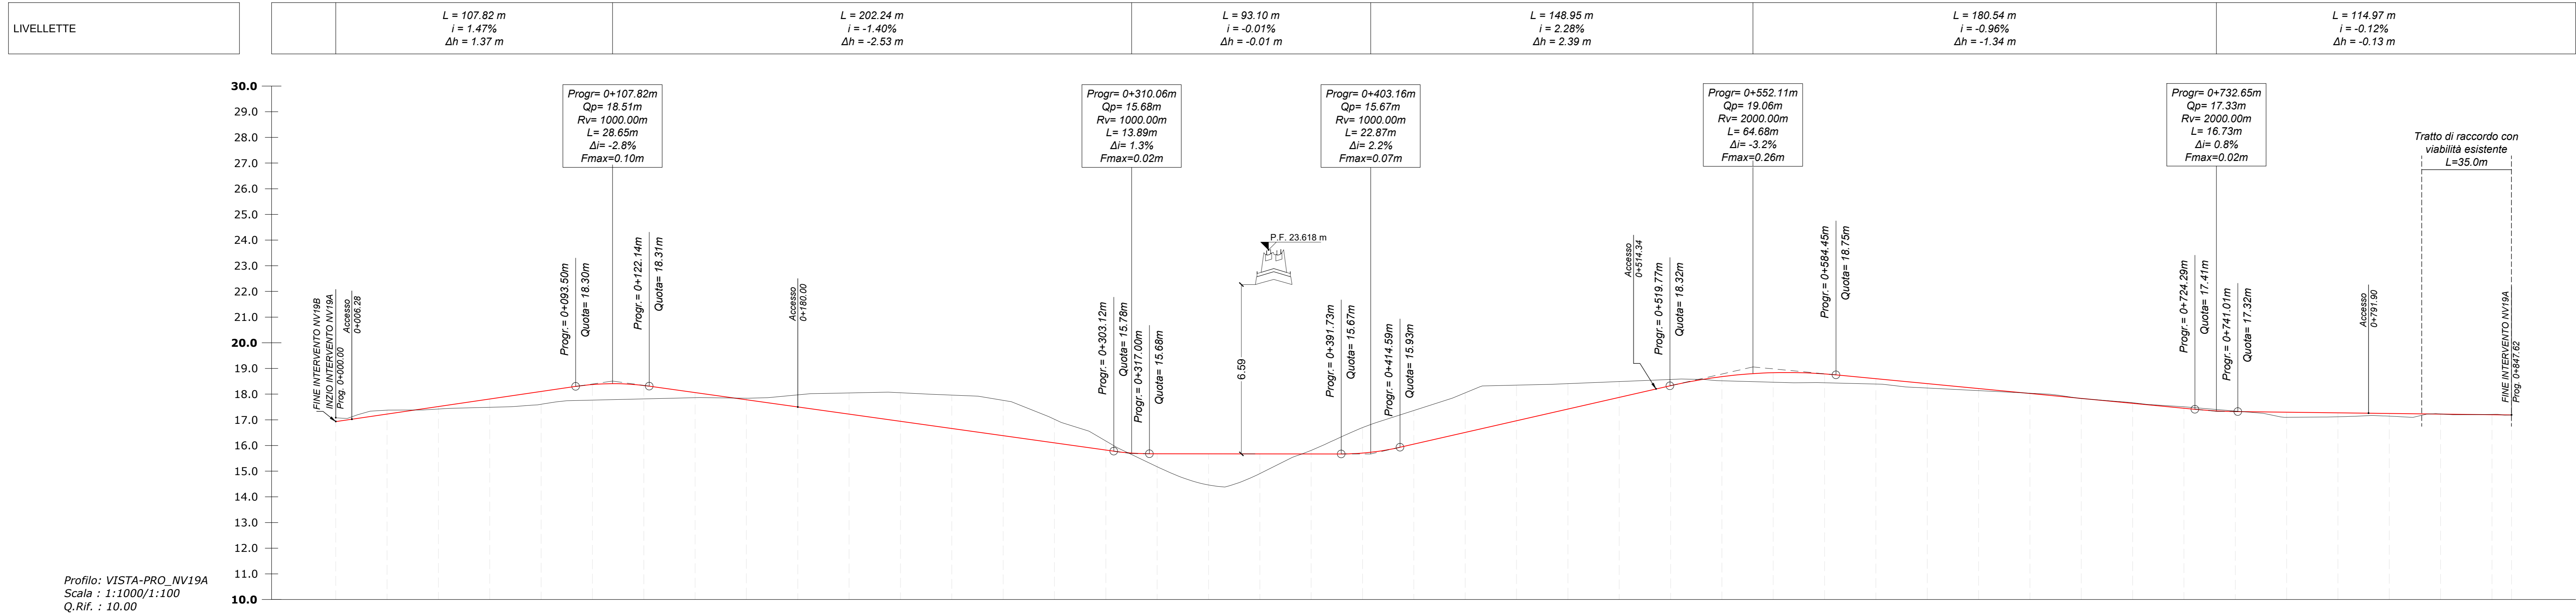 LIVELLETTE
L = 107.82 m
i = 1.47%
Δh = 1.37 m
L = 202.24 m
i = -1.40%
Δh = -2.53 m
L = 93.10 m
i = -0.01%
Δh = -0.01 m
L = 148.95 m
i = 2.28%
Δh = 2.39 m
L = 180.54 m
i = -0.96%
Δh = -1.34 m
L = 114.97 m
i = -0.12%
Δh = -0.13 m
30.0
29.0
28.0
27.0
26.0
25.0
24.0
23.0
22.0
21.0
20.0
19.0
18.0
17.0
16.0
15.0
14.0
13.0
12.0
11.0
10.0
FINE INTERVENTO NV19B
INZIO INTERVENTO NV19A
Prog. 0+000.00
Accesso
0+006.28
Progr.= 0+093.50m
Quota= 18.30m
Progr= 0+107.82m
Qp= 18.51m
Rv= 1000.00m
L= 28.65m
Δi= -2.8%
Fmax=0.10m
Progr.= 0+122.14m
Quota= 18.31m
Accesso
0+180.00
Progr.= 0+303.12m
Quota= 15.78m
Progr= 0+310.06m
Qp= 15.68m
Rv= 1000.00m
L= 13.89m
Δi= 1.3%
Fmax=0.02m
Progr.= 0+317.00m
Quota= 15.68m
6.59
P.F. 23.618 m
Progr.= 0+391.73m
Quota= 15.67m
Progr= 0+403.16m
Qp= 15.67m
Rv= 1000.00m
L= 22.87m
Δi= 2.2%
Fmax=0.07m
Progr.= 0+414.59m
Quota= 15.93m
Accesso
0+514.34
Progr.= 0+519.77m
Quota= 18.32m
Progr= 0+552.11m
Qp= 19.06m
Rv= 2000.00m
L= 64.68m
Δi= -3.2%
Fmax=0.26m
Progr.= 0+584.45m
Quota= 18.75m
Progr.= 0+724.29m
Quota= 17.41m
Progr= 0+732.65m
Qp= 17.33m
Rv= 2000.00m
L= 16.73m
Δi= 0.8%
Fmax=0.02m
Progr.= 0+741.01m
Quota= 17.32m
Accesso
0+791.90
Tratto di raccordo con
viabilità esistente
L=35.0m
FINE INTERVENTO NV19A
Prog. 0+847.62
Profilo: VISTA-PRO_NV19A
Scala : 1:1000/1:100
Q.Rif. : 10.00